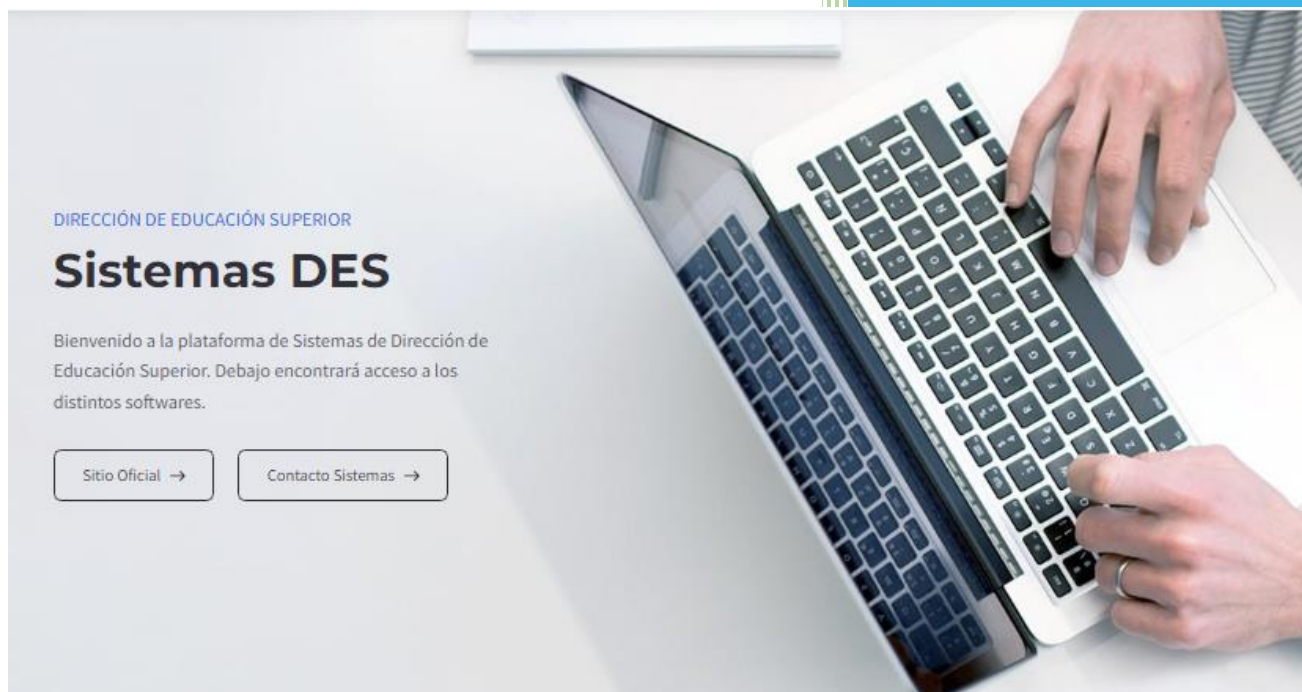 DIRECCIÓN DE EDUCACIÓN SUPERIOR
Sistemas DES
Bienvenido a la plataforma de Sistemas de Dirección de
Educación Superior. Debajo encontrará acceso a los
distintos softwares.
Sitio Oficial →
Contacto Sistemas →